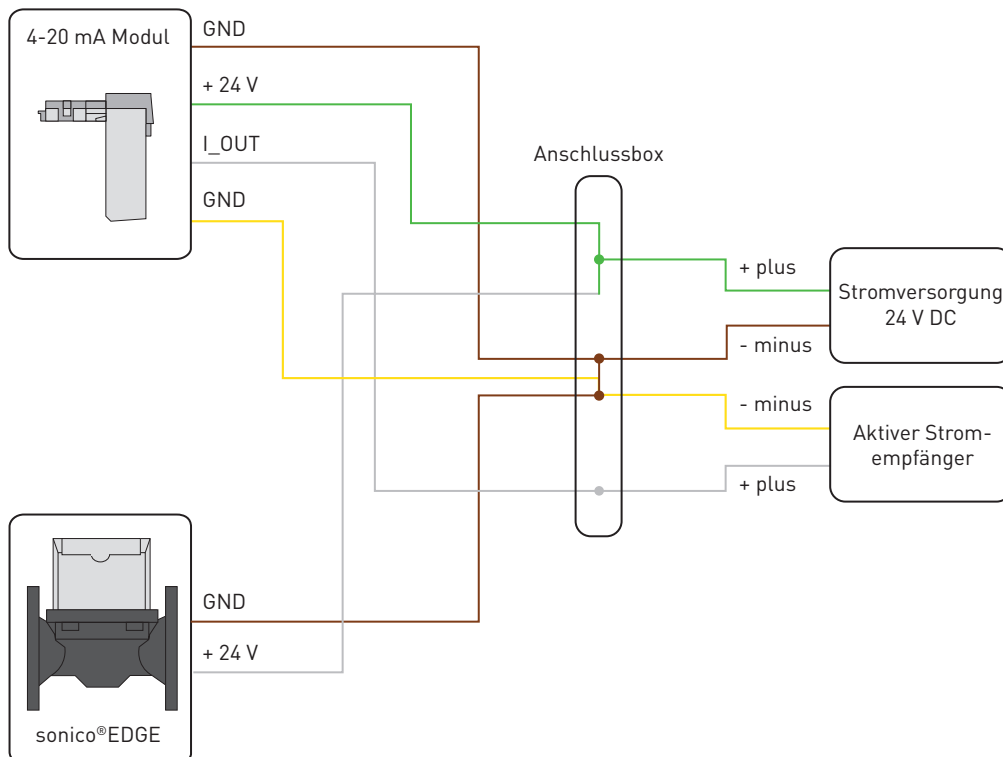 4-20 mA Modul
GND
+ 24 V
I_OUT
GND
Anschlussbox
+ plus
Stromversorgung
24 V DC
- minus
- minus
Aktiver Strom-
empfänger
+ plus
GND
+ 24 V
sonico®EDGE